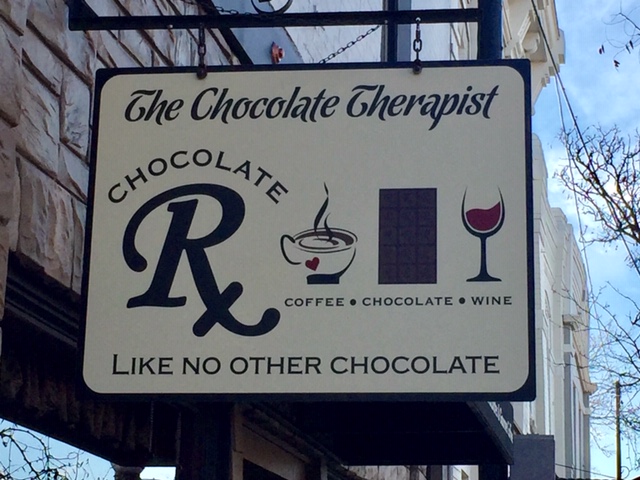 The Chocolate Therapist
CHOCOLATE
Rx
COFFEE • CHOCOLATE • WINE
LIKE NO OTHER CHOCOLATE